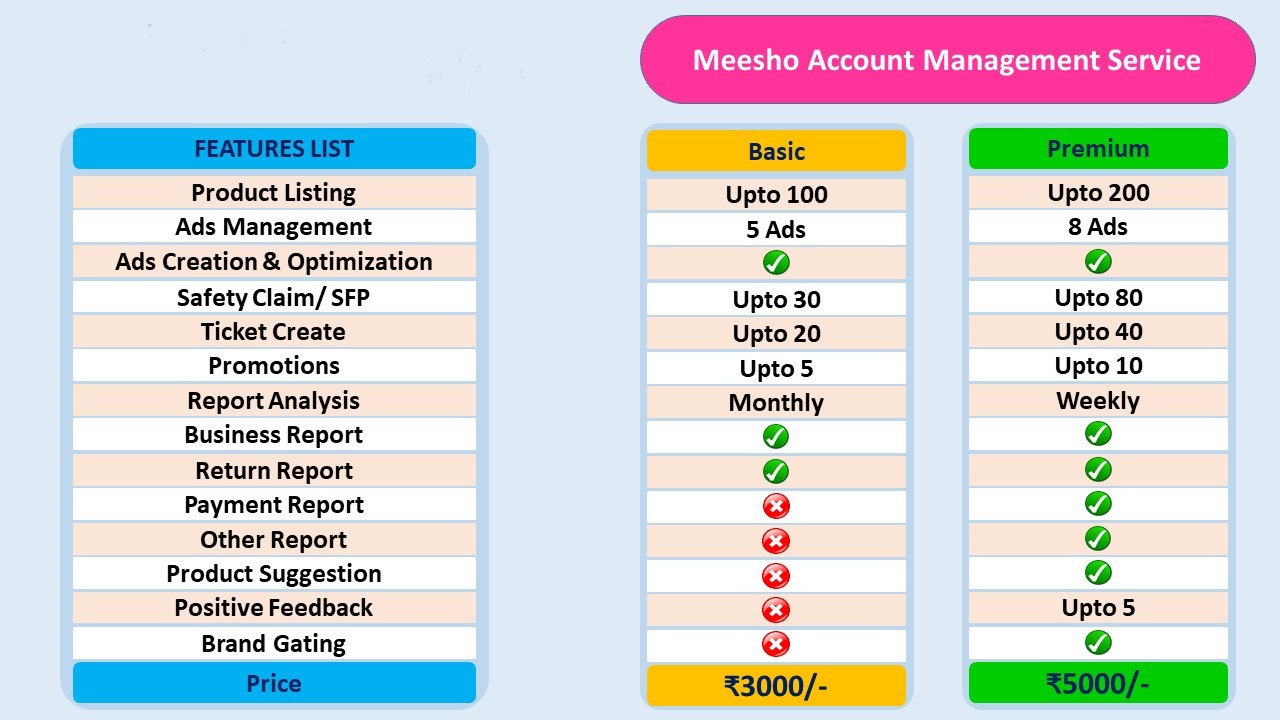 Meesho Account Management Service
FEATURES LIST Basic Premium
Product Listing Upto 100 Upto 200
Ads Management 5 Ads 8 Ads
Ads Creation & Optimization
Safety Claim/ SFP Upto 30 Upto 80
Ticket Create Upto 20 Upto 40
Promotions Upto 5 Upto 10
Report Analysis Monthly Weekly
Business Report
Return Report
Payment Report
Other Report
Product Suggestion
Positive Feedback Upto 5
Brand Gating
Price ₹3000/- ₹5000/-